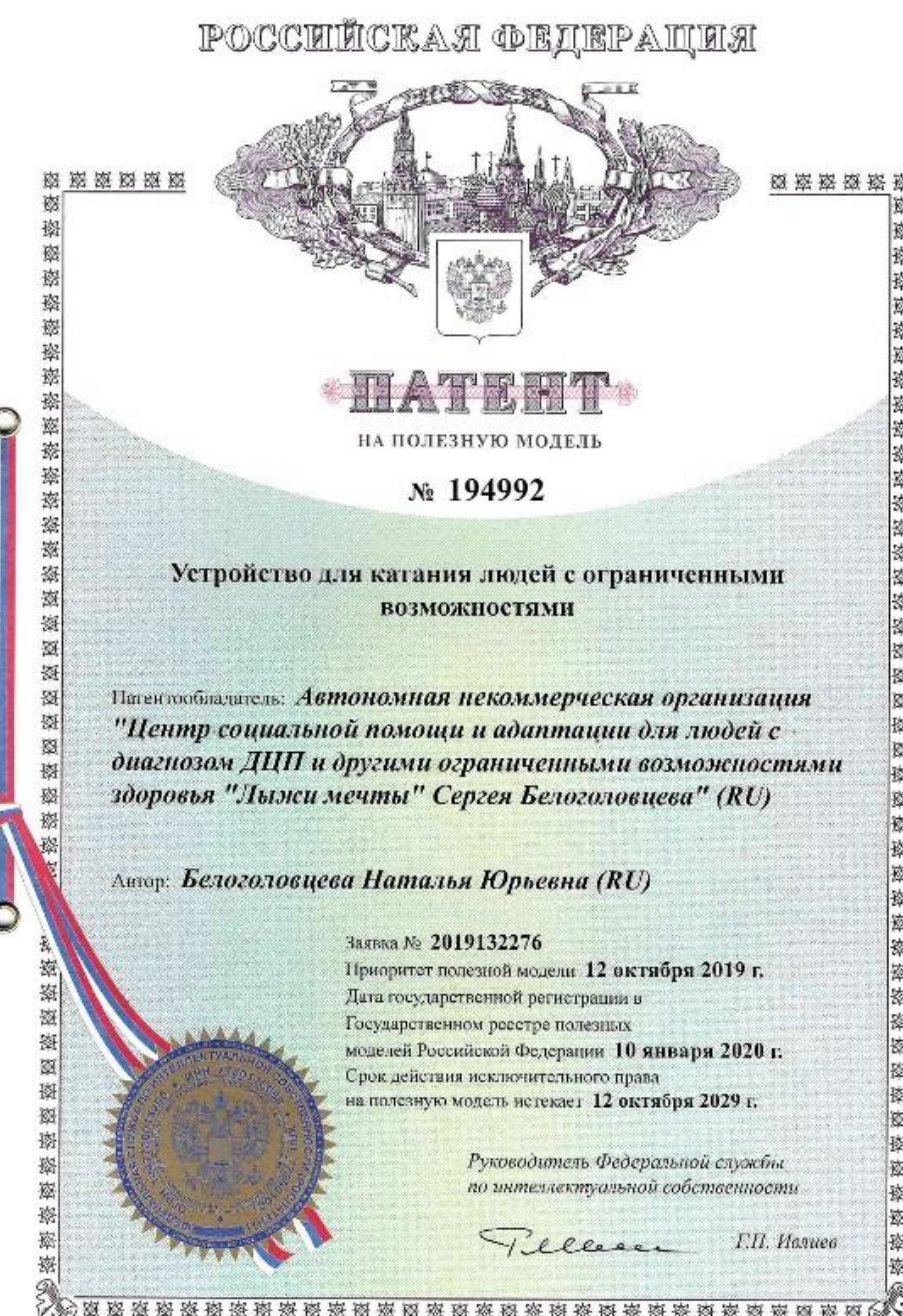 РОССИЙСКАЯ ФЕДЕРАЦИЯ
ПАТЕНТ
НА ПОЛЕЗНУЮ МОДЕЛЬ
№ 194992
Устройство для катания людей с ограниченными
возможностями
Патентообладатель: Автономная некоммерческая организация
"Центр социальной помощи и адаптации для людей с
диагнозом ДЦП и другими ограниченными возможностями
здоровья "Лыжи мечты" Сергея Белоголовцева" (RU)
Автор: Белоголовцева Наталья Юрьевна (RU)
Заявка № 2019132276
Приоритет полезной модели 12 октября 2019 г.
Дата государственной регистрации в
Государственном реестре полезных
моделей Российской Федерации 10 января 2020 г.
Срок действия исключительного права
на полезную модель истекает 12 октября 2029 г.
Руководитель Федеральной службы
по интеллектуальной собственности
Г.П. Ивлиев